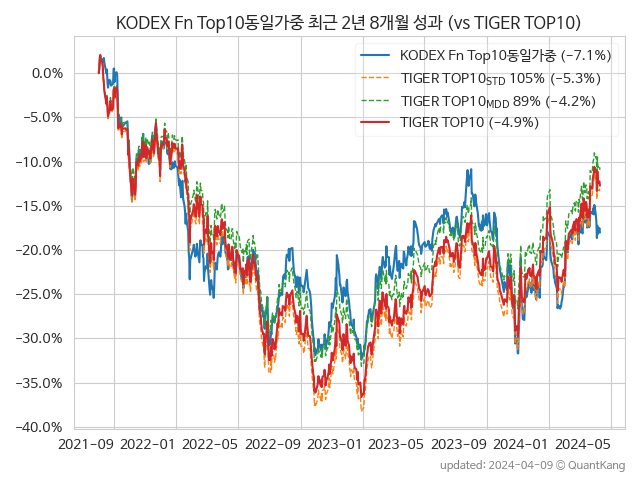 KODEX Fn Top10동일가중 최근 2년 8개월 성과 (vs TIGER TOP10)
KODEX Fn Top10동일가중 (−7.1%)
TIGER TOP10STD 105% (−5.3%)
TIGER TOP10MDD 89% (−4.2%)
TIGER TOP10 (−4.9%)
0.0%
−5.0%
−10.0%
−15.0%
−20.0%
−25.0%
−30.0%
−35.0%
−40.0%
2021-09 2022-01 2022-05 2022-09 2023-01 2023-05 2023-09 2024-01 2024-05
updated: 2024-04-09 © QuantKang